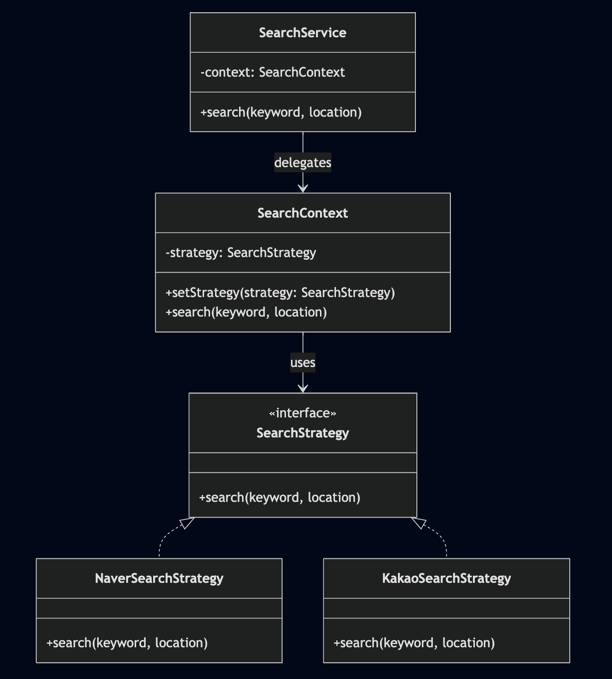 SearchService
-context: SearchContext
+search(keyword, location)
delegates
SearchContext
-strategy: SearchStrategy
+setStrategy(strategy: SearchStrategy)
+search(keyword, location)
uses
«interface»
SearchStrategy
+search(keyword, location)
NaverSearchStrategy
+search(keyword, location)
KakaoSearchStrategy
+search(keyword, location)